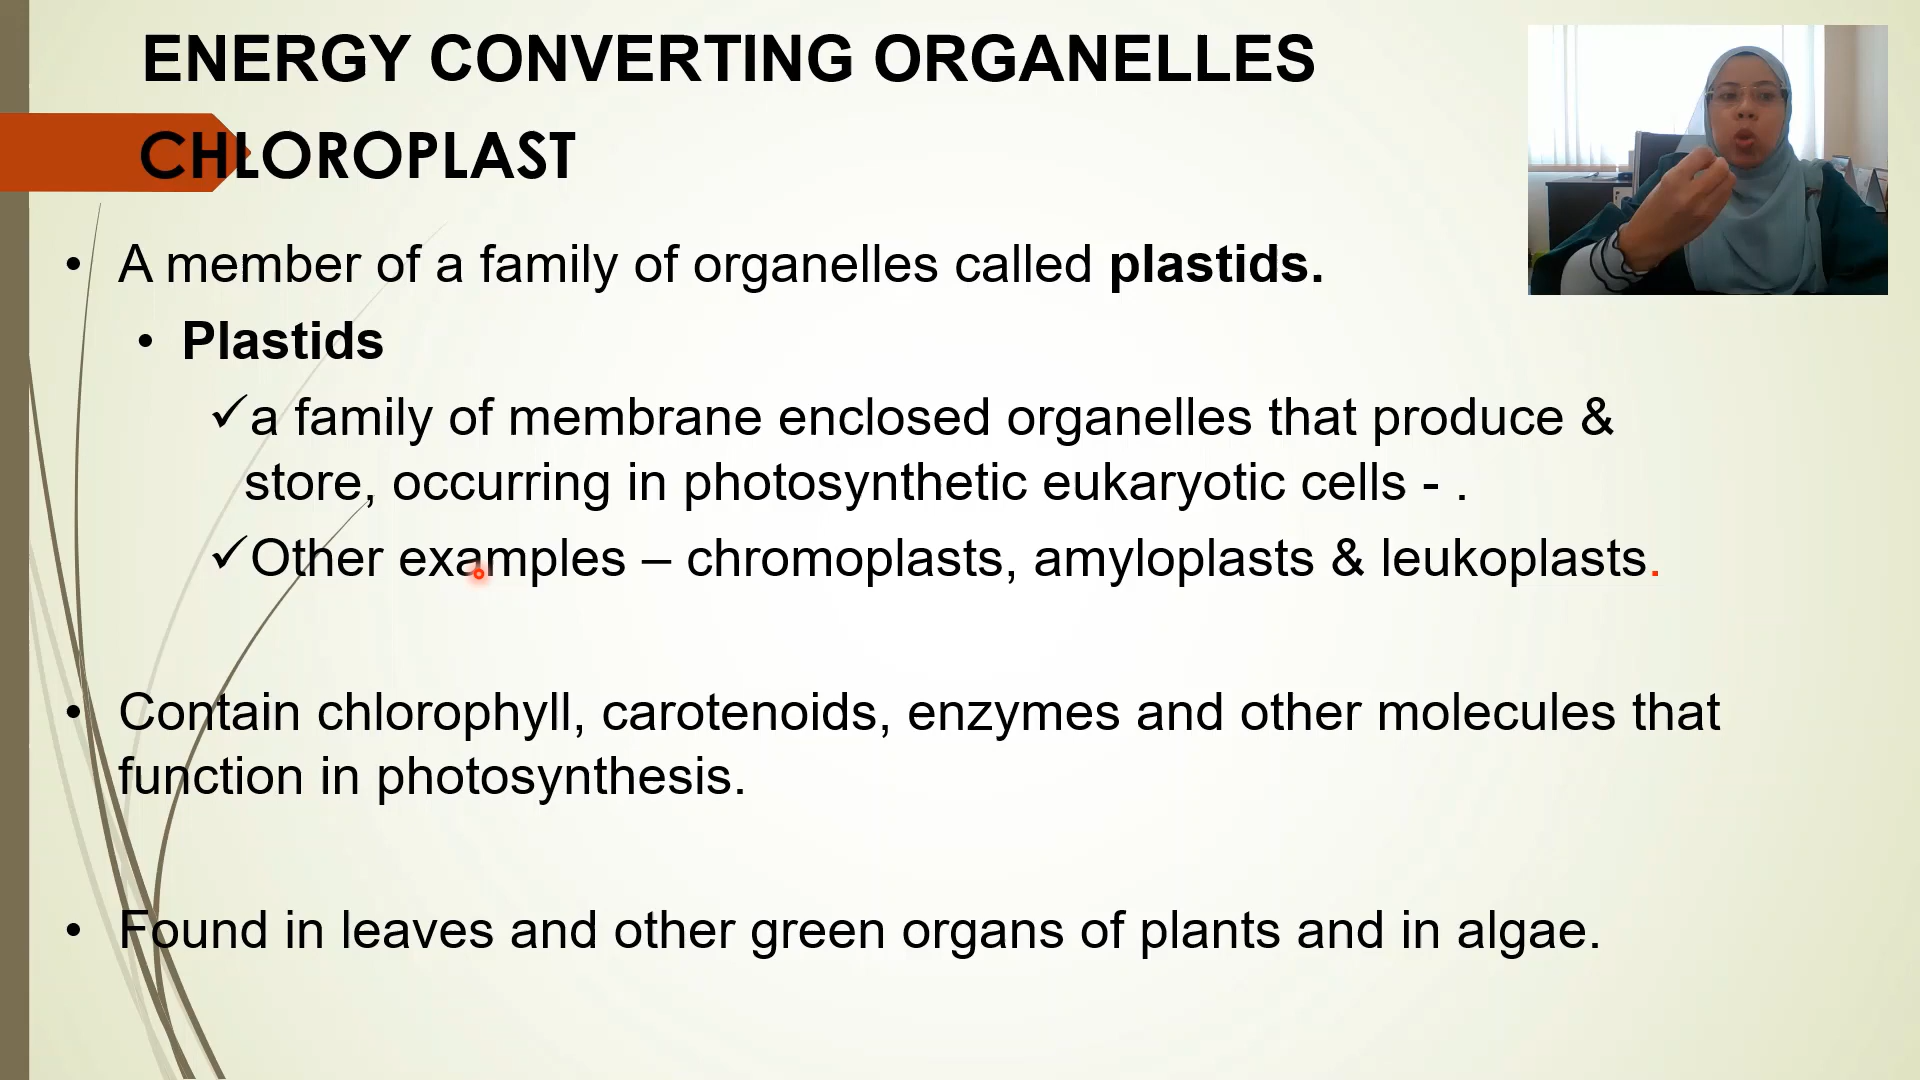 ENERGY CONVERTING ORGANELLES
CHLOROPLAST
• A member of a family of organelles called plastids.
• Plastids
✓a family of membrane enclosed organelles that produce &
store, occurring in photosynthetic eukaryotic cells - .
✓Other examples – chromoplasts, amyloplasts & leukoplasts.
• Contain chlorophyll, carotenoids, enzymes and other molecules that
function in photosynthesis.
• Found in leaves and other green organs of plants and in algae.